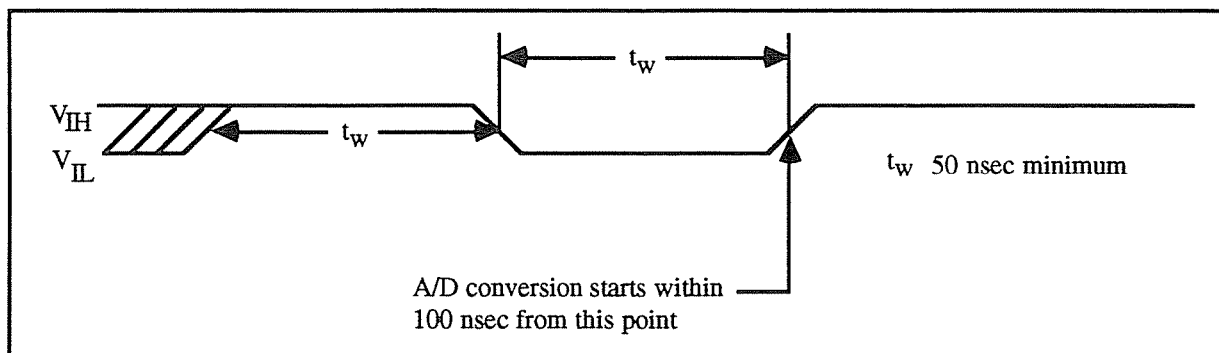 t_w
V_IH
t_w
V_IL
t_w 50 nsec minimum
A/D conversion starts within
100 nsec from this point